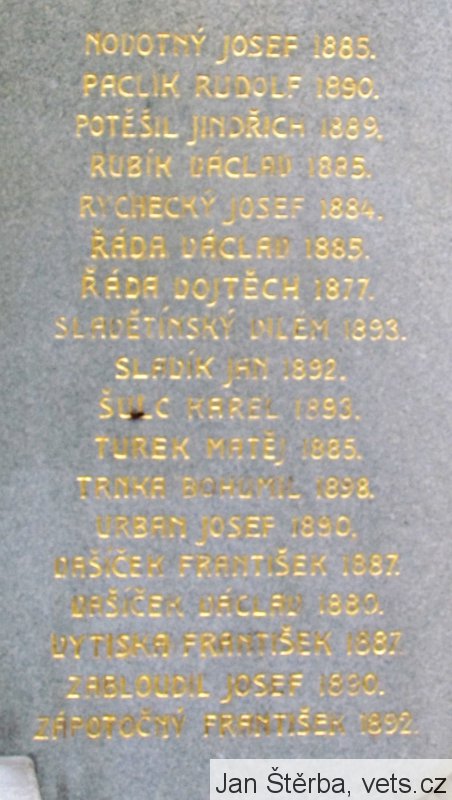 NOVOTNÝ JOSEF 1885.
PACLÍK RUDOLF 1890.
POTĚŠIL JINDŘICH 1889.
RUBÍK VÁCLAV 1885.
RYCHECKÝ JOSEF 1884.
ŘÁDA VÁCLAV 1885.
ŘÁDA VOJTĚCH 1877.
SLAVĚTÍNSKÝ VILÉM 1893.
SLAVÍK JAN 1892.
ŠULC KAREL 1893.
TUREK MATĚJ 1885.
TRNKA BOHUMIL 1898.
URBAN JOSEF 1890.
VAŠÍČEK FRANTIŠEK 1887.
VAŠÍČEK VÁCLAV 1889.
VYTISKA FRANTIŠEK 1887.
ZABLOUDIL JOSEF 1890.
ZÁPOTOČNÝ FRANTIŠEK 1892.
Jan Štěrba, vets.cz